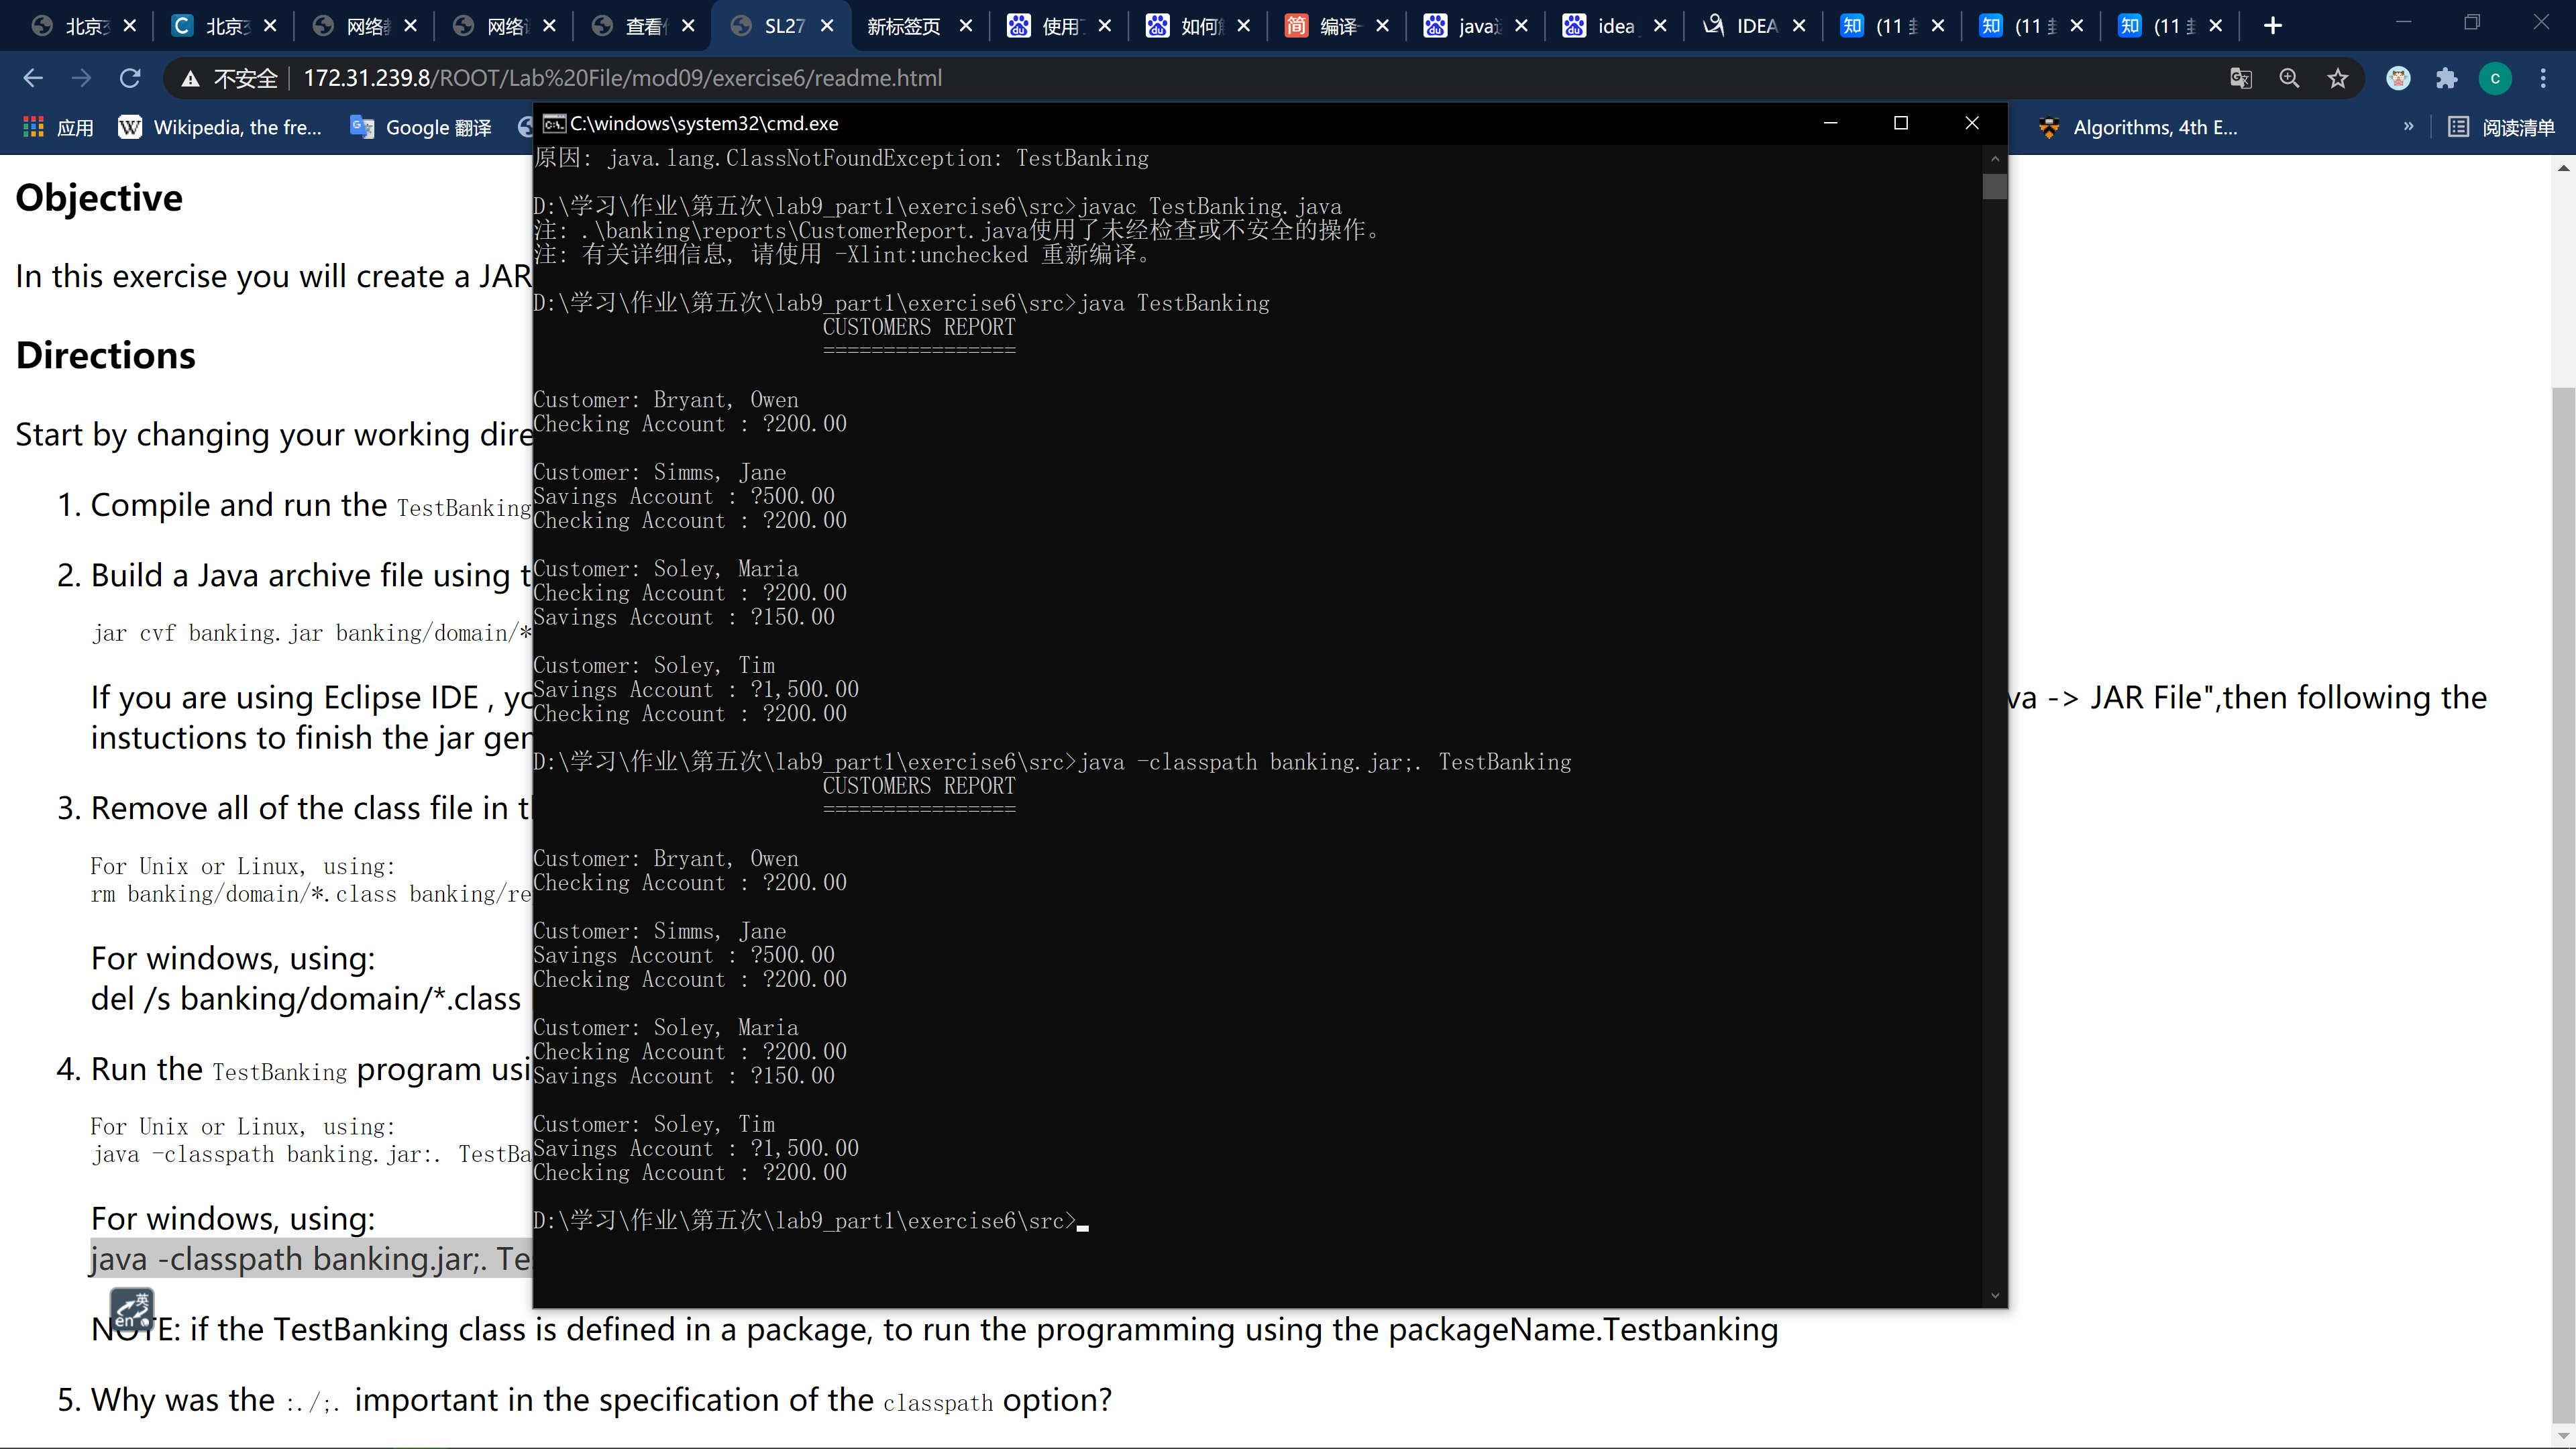 北京 C 北京 网络 网络 查看 SL27 新标签页 使用 如何 简 编译 java idea IDEA 知 (11 知 (11 知 (11
不安全 172.31.239.8/ROOT/Lab%20File/mod09/exercise6/readme.html c
应用 W Wikipedia, the fre... Google 翻译 Algorithms, 4th E... » 阅读清单
C:\windows\system32\cmd.exe
原因: java.lang.ClassNotFoundException: TestBanking
D:\学习\作业\第五次\lab9_part1\exercise6\src>javac TestBanking.java
注: .\banking\reports\CustomerReport.java使用了未经检查或不安全的操作。
注: 有关详细信息, 请使用 -Xlint:unchecked 重新编译。
D:\学习\作业\第五次\lab9_part1\exercise6\src>java TestBanking
CUSTOMERS REPORT
================
Customer: Bryant, Owen
Checking Account : ?200.00
Customer: Simms, Jane
Savings Account : ?500.00
Checking Account : ?200.00
Customer: Soley, Maria
Checking Account : ?200.00
Savings Account : ?150.00
Customer: Soley, Tim
Savings Account : ?1,500.00
Checking Account : ?200.00
D:\学习\作业\第五次\lab9_part1\exercise6\src>java -classpath banking.jar;. TestBanking
CUSTOMERS REPORT
================
Customer: Bryant, Owen
Checking Account : ?200.00
Customer: Simms, Jane
Savings Account : ?500.00
Checking Account : ?200.00
Customer: Soley, Maria
Checking Account : ?200.00
Savings Account : ?150.00
Customer: Soley, Tim
Savings Account : ?1,500.00
Checking Account : ?200.00
D:\学习\作业\第五次\lab9_part1\exercise6\src>
Objective
In this exercise you will create a JAR
Directions
Start by changing your working dire
1. Compile and run the TestBanking
2. Build a Java archive file using t
jar cvf banking.jar banking/domain/*
If you are using Eclipse IDE , yo va -> JAR File",then following the
instuctions to finish the jar gen
3. Remove all of the class file in th
For Unix or Linux, using:
rm banking/domain/*.class banking/re
For windows, using:
del /s banking/domain/*.class
4. Run the TestBanking program usi
For Unix or Linux, using:
java -classpath banking.jar:. TestBa
For windows, using:
java -classpath banking.jar;. Tes
英 en
NOTE: if the TestBanking class is defined in a package, to run the programming using the packageName.Testbanking
5. Why was the :./;. important in the specification of the classpath option?